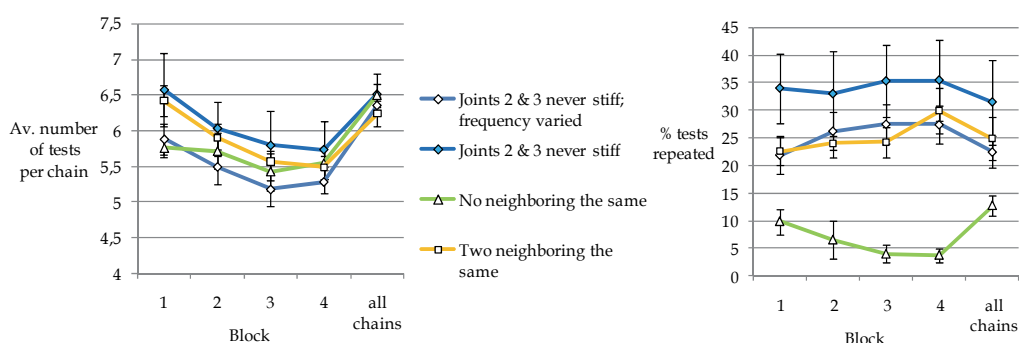 7,5
7
6,5
6
5,5
5
4,5
4
Av. number
of tests
per chain
1
2
3
4
all
chains
Block
Joints 2 & 3 never stiff;
frequency varied
Joints 2 & 3 never stiff
No neighboring the same
Two neighboring the
same
45
40
35
30
25
20
15
10
5
0
% tests
repeated
1
2
3
4
all
chains
Block